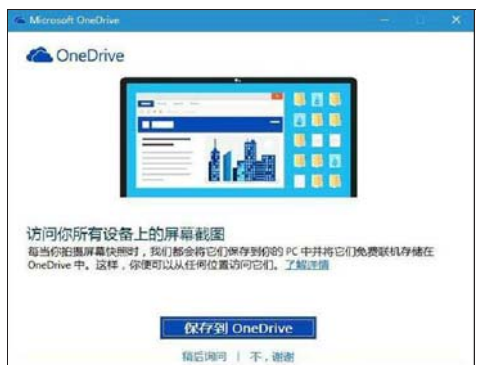 Microsoft OneDrive
OneDrive
访问你所有设备上的屏幕截图
每当你拍摄屏幕快照时，我们都会将它们保存到你的 PC 中并将它们免费联机存储在
OneDrive 中。这样，你便可以从任何位置访问它们。了解详情
保存到 OneDrive
稍后询问 | 不，谢谢